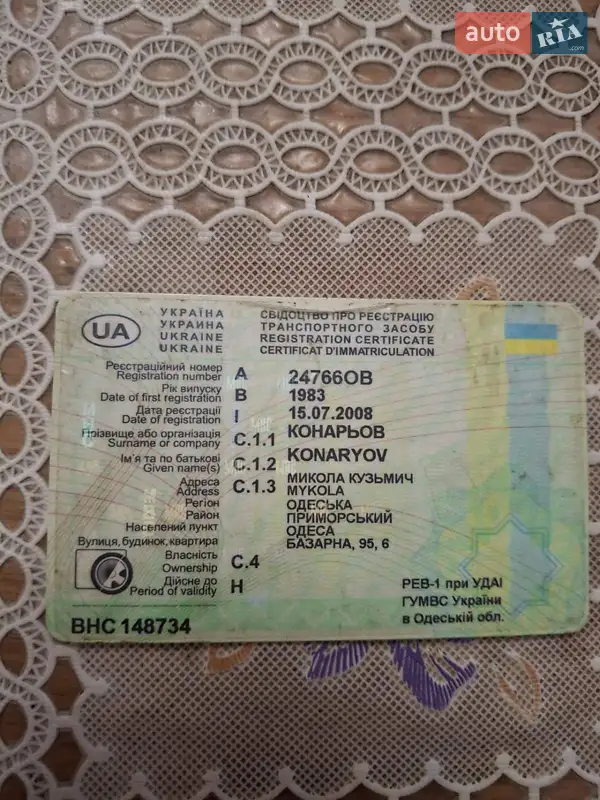 auto RIA .com
УКРАЇНА
УКРАИНА
UKRAINE
UKRAINE
СВІДОЦТВО ПРО РЕЄСТРАЦІЮ
ТРАНСПОРТНОГО ЗАСОБУ
REGISTRATION CERTIFICATE
CERTIFICAT D'IMMATRICULATION
UA
Реєстраційний номер
Registration number A 24766ОВ
Рік випуску
Date of first registration B 1983
Дата реєстрації
Date of registration I 15.07.2008
Прізвище або організація
Surname or company C.1.1 КОНАРЬОВ
KONARYOV
Ім'я та по батькові
Given name(s) C.1.2 МИКОЛА КУЗЬМИЧ
MYKOLA
Адреса
Address C.1.3
Регіон ОДЕСЬКА
Район ПРИМОРСЬКИЙ
Населений пункт ОДЕСА
Вулиця, будинок, квартира БАЗАРНА, 95, 6
Власність
Ownership C.4
Дійсне до
Period of validity H
РЕВ-1 при УДАІ
ГУМВС України
в Одеській обл.
ВНС 148734